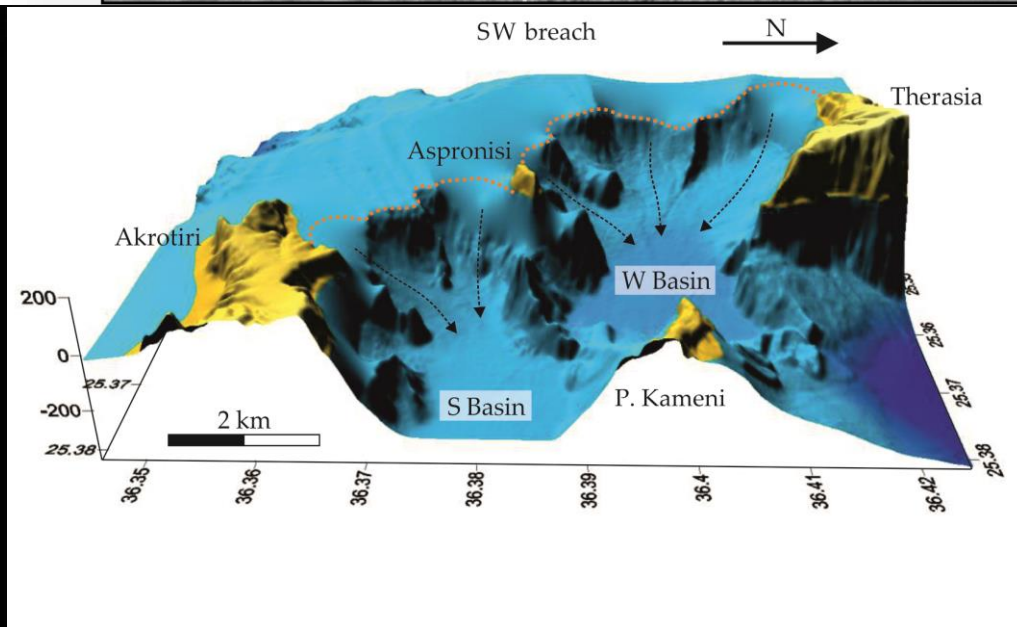 SW breach
N
Therasia
Aspronisi
Akrotiri
W Basin
200
0
-200
25.37
25.38
2 km
S Basin
P. Kameni
25.36
25.37
25.38
36.35
36.36
36.37
36.38
36.39
36.4
36.41
36.42